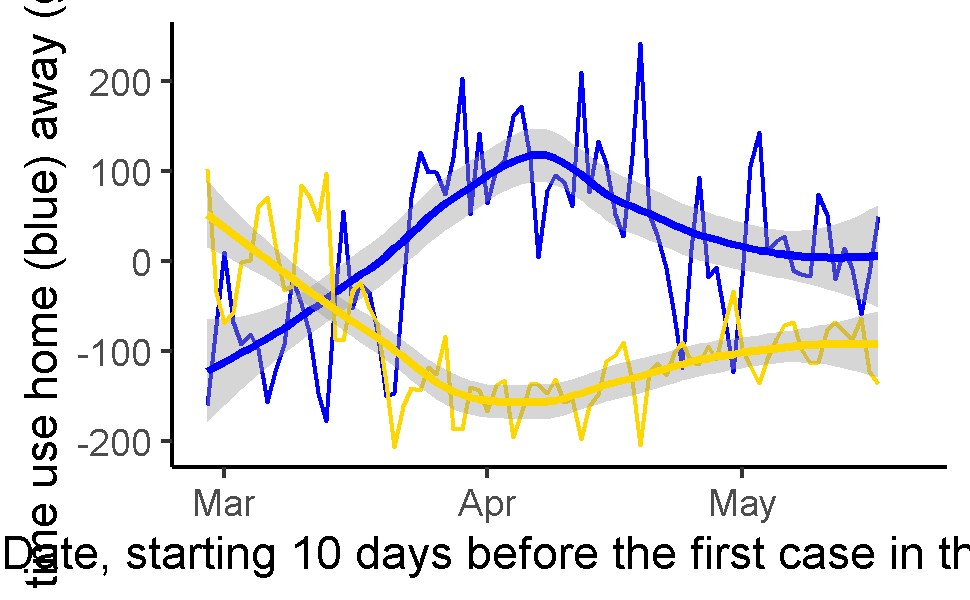 time use home (blue) away (
200
100
0
-100
-200
Mar Apr May
Date, starting 10 days before the first case in th